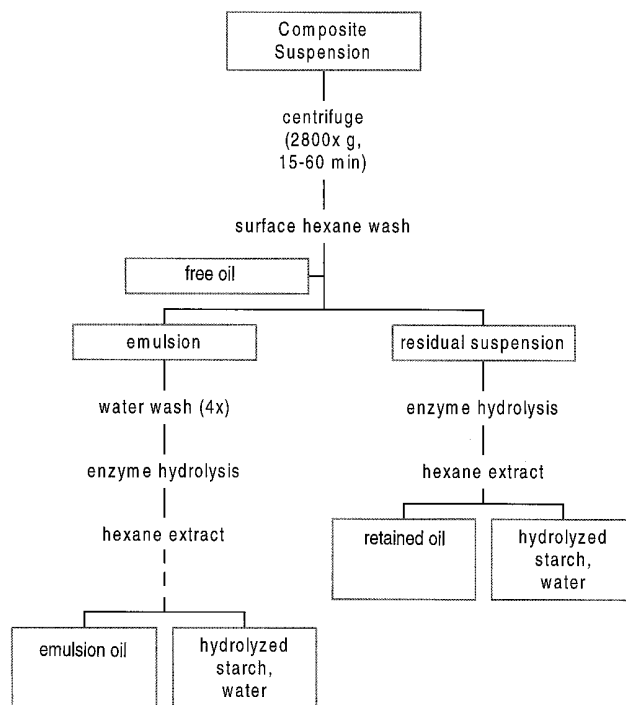 Composite
Suspension
centrifuge
(2800x g,
15-60 min)
surface hexane wash
free oil
emulsion
water wash (4x)
enzyme hydrolysis
hexane extract
emulsion oil
hydrolyzed
starch,
water
residual suspension
enzyme hydrolysis
hexane extract
retained oil
hydrolyzed
starch,
water